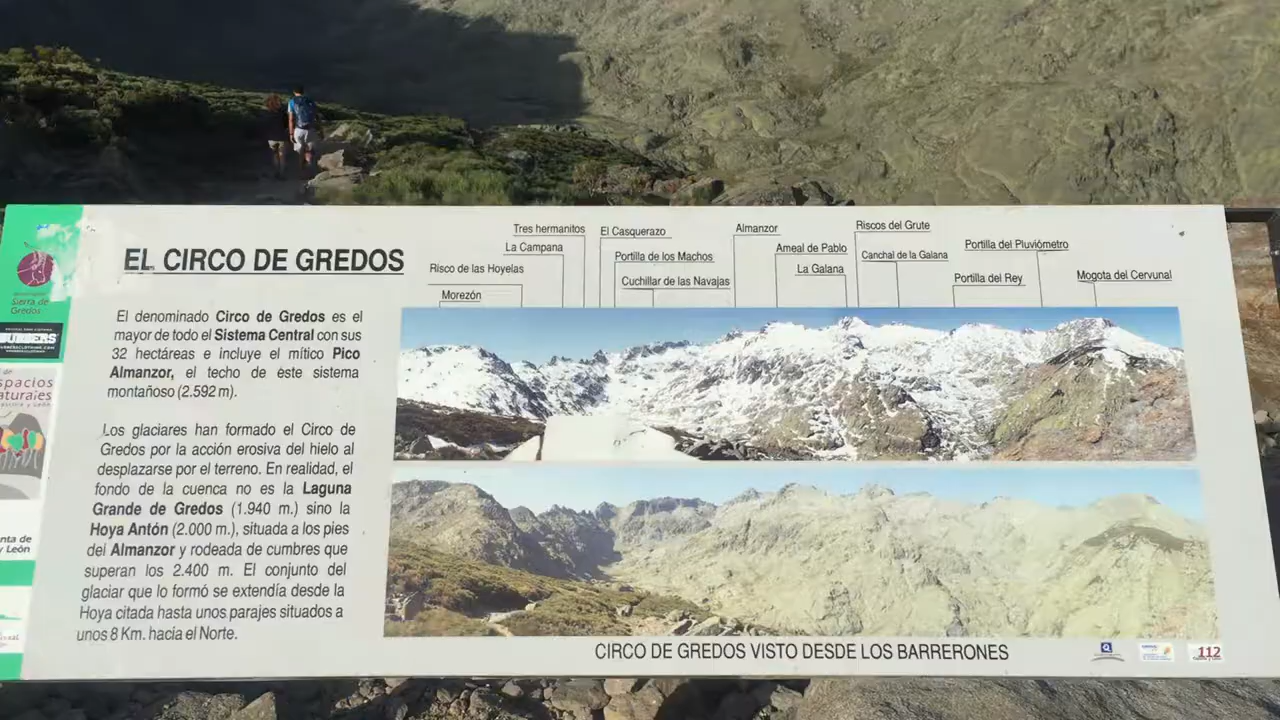 EL CIRCO DE GREDOS
El denominado Circo de Gredos es el
mayor de todo el Sistema Central con sus
32 hectáreas e incluye el mítico Pico
Almanzor, el techo de este sistema
montañoso (2.592 m).
Los glaciares han formado el Circo de
Gredos por la acción erosiva del hielo al
desplazarse por el terreno. En realidad, el
fondo de la cuenca no es la Laguna
Grande de Gredos (1.940 m.) sino la
Hoya Antón (2.000 m.), situada a los pies
del Almanzor y rodeada de cumbres que
superan los 2.400 m. El conjunto del
glaciar que lo formó se extendía desde la
Hoya citada hasta unos parajes situados a
unos 8 Km. hacia el Norte.
Tres hermanitos
La Campana
Risco de las Hoyelas
Morezón
El Casquerazo
Portilla de los Machos
Cuchillar de las Navajas
Almanzor
Ameal de Pablo
La Galana
Riscos del Grute
Canchal de la Galana
Portilla del Pluviómetro
Portilla del Rey
Mogota del Cervunal
CIRCO DE GREDOS VISTO DESDE LOS BARRERONES
112
Sierra de
Gredos
spacios
aturales
nta de
y León